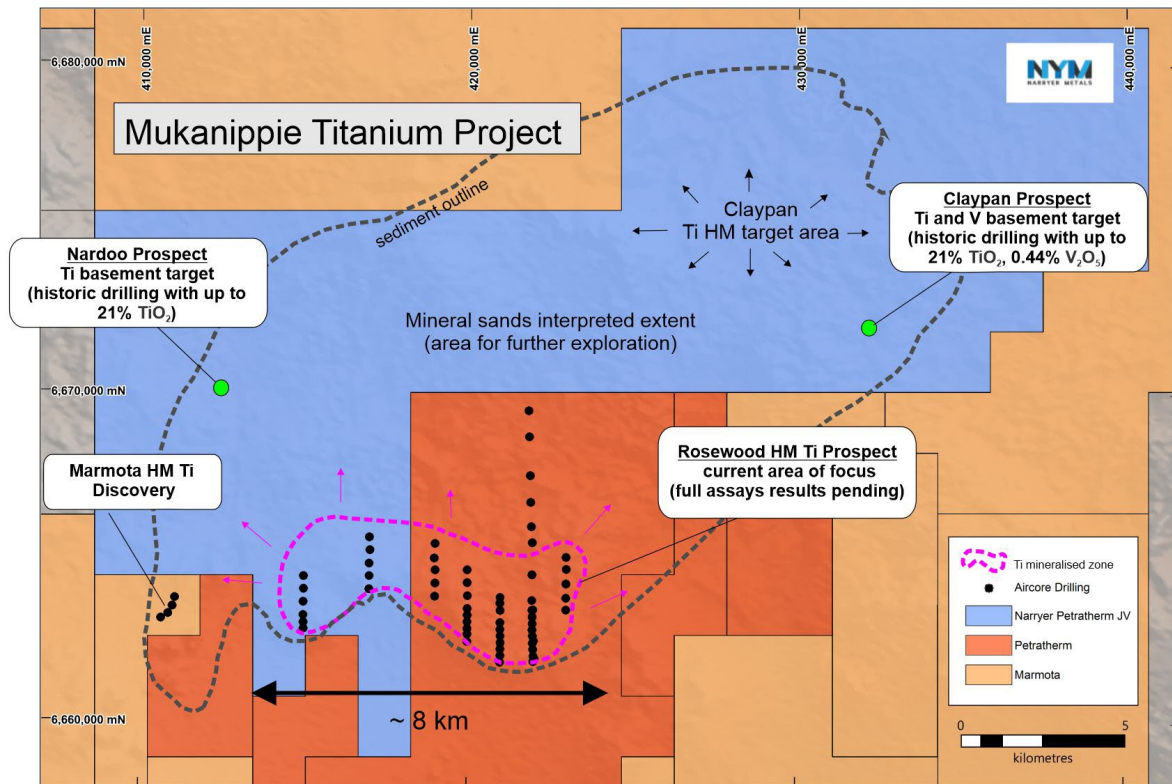 410,000 mE
420,000 mE
430,000 mE
440,000 mE
6,680,000 mN
6,670,000 mN
6,660,000 mN
NYM
NARRYER METALS
Mukanippie Titanium Project
sediment outline
Claypan
Ti HM target area
Claypan Prospect
Ti and V basement target
(historic drilling with up to
21% TiO₂, 0.44% V₂O₅)
Nardoo Prospect
Ti basement target
(historic drilling with up to
21% TiO₂)
Mineral sands interpreted extent
(area for further exploration)
Marmota HM Ti
Discovery
Rosewood HM Ti Prospect
current area of focus
(full assays results pending)
~ 8 km
Ti mineralised zone
Aircore Drilling
Narryer Petratherm JV
Petratherm
Marmota
0 5
kilometres